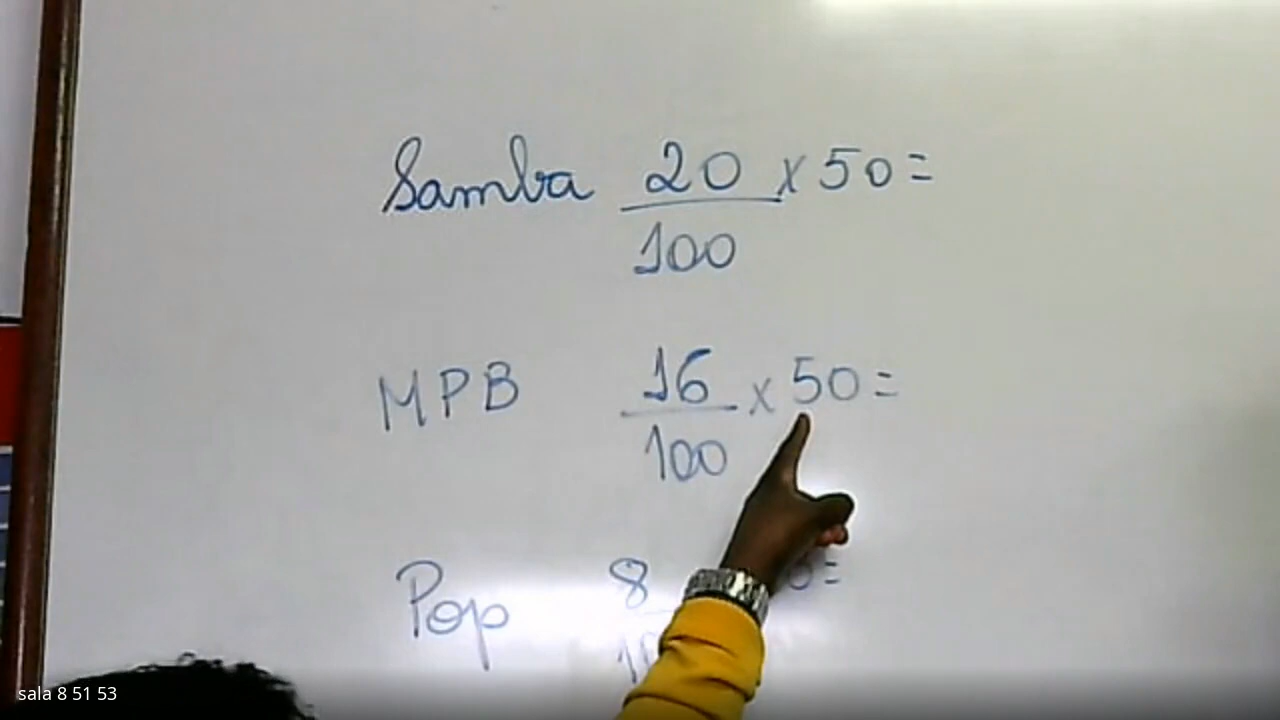 Samba 20/100 x 50 =
MPB 16/100 x 50 =
Pop 8
sala 8 51 53